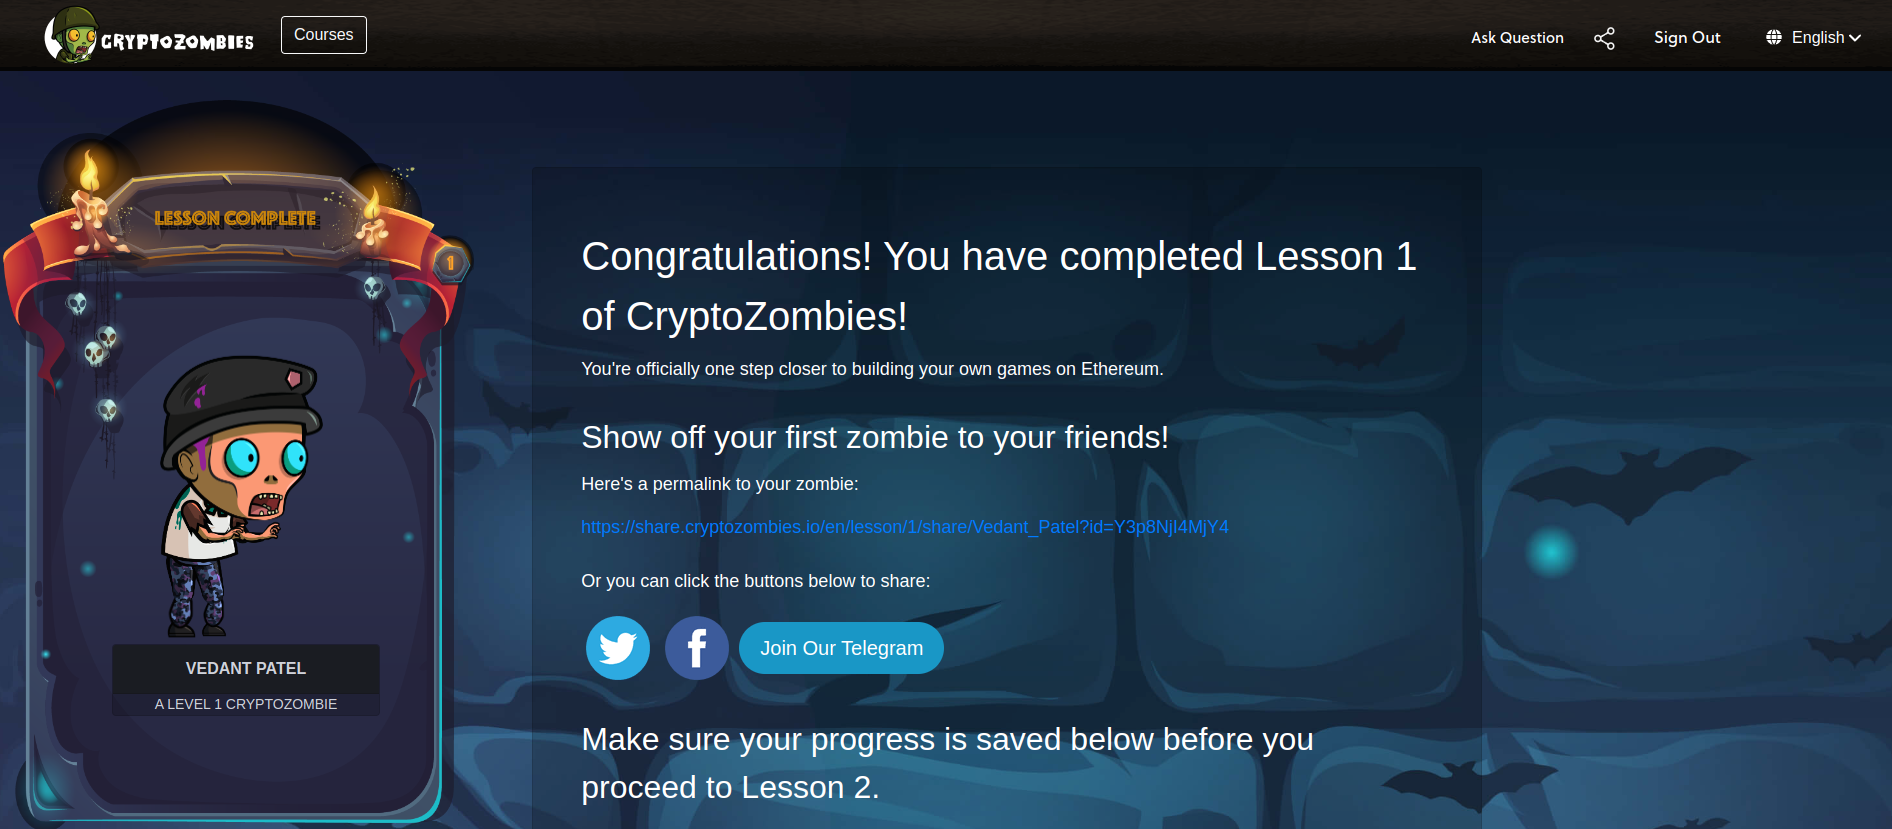 CRYPTOZOMBIES
Courses
Ask Question
Sign Out
English
LESSON COMPLETE
1
VEDANT PATEL
A LEVEL 1 CRYPTOZOMBIE
Congratulations! You have completed Lesson 1
of CryptoZombies!
You're officially one step closer to building your own games on Ethereum.
Show off your first zombie to your friends!
Here's a permalink to your zombie:
https://share.cryptozombies.io/en/lesson/1/share/Vedant_Patel?id=Y3p8NjI4MjY4
Or you can click the buttons below to share:
Join Our Telegram
Make sure your progress is saved below before you
proceed to Lesson 2.